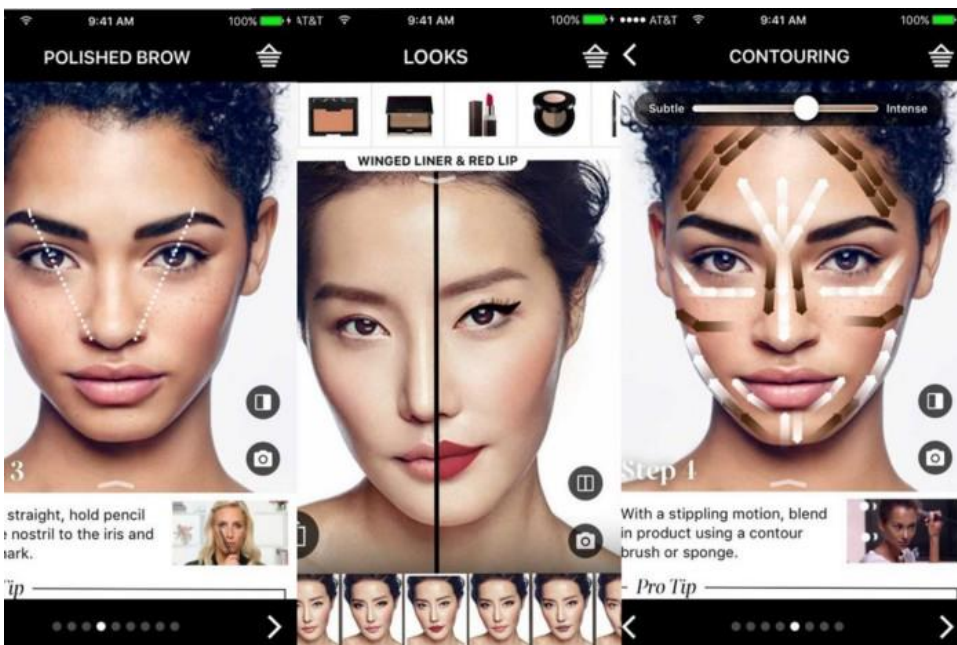 9:41 AM
100%
POLISHED BROW
3
straight, hold pencil
nostril to the iris and
AT&T
9:41 AM
100%
LOOKS
WINGED LINER & RED LIP
AT&T
9:41 AM
100%
CONTOURING
Subtle
Intense
Step 4
With a stippling motion, blend
in product using a contour
brush or sponge.
Pro Tip